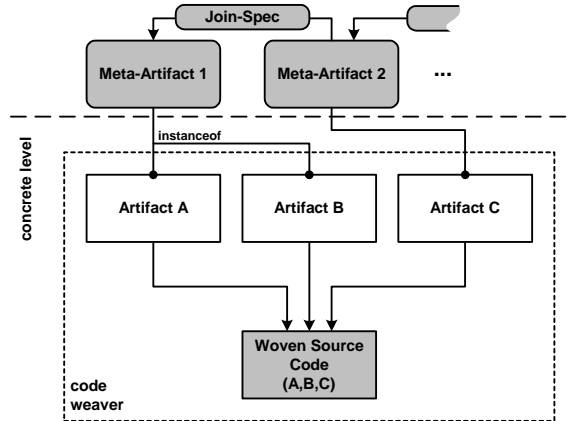 Join-Spec
Meta-Artifact 1
Meta-Artifact 2
...
instanceof
concrete level
Artifact A
Artifact B
Artifact C
Woven Source
Code
(A,B,C)
code
weaver